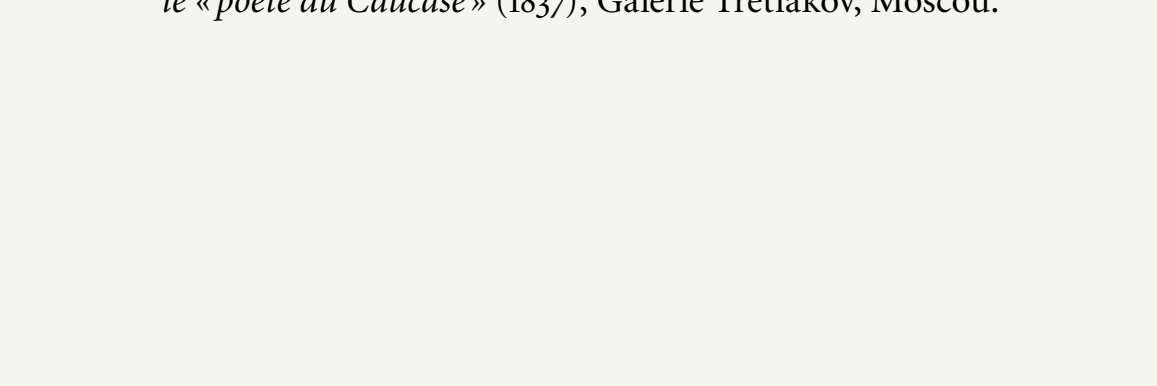 le « poète du Caucase » (1837), Galerie Tretiakov, Moscou.